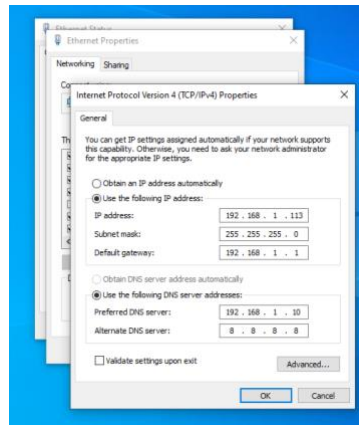 Ethernet Status
Ethernet Properties
Networking Sharing
Internet Protocol Version 4 (TCP/IPv4) Properties
General
You can get IP settings assigned automatically if your network supports
this capability. Otherwise, you need to ask your network administrator
for the appropriate IP settings.
Obtain an IP address automatically
Use the following IP address:
IP address: 192 . 168 . 1 . 113
Subnet mask: 255 . 255 . 255 . 0
Default gateway: 192 . 168 . 1 . 1
Obtain DNS server address automatically
Use the following DNS server addresses:
Preferred DNS server: 192 . 168 . 1 . 10
Alternate DNS server: 8 . 8 . 8 . 8
Validate settings upon exit
Advanced...
OK Cancel